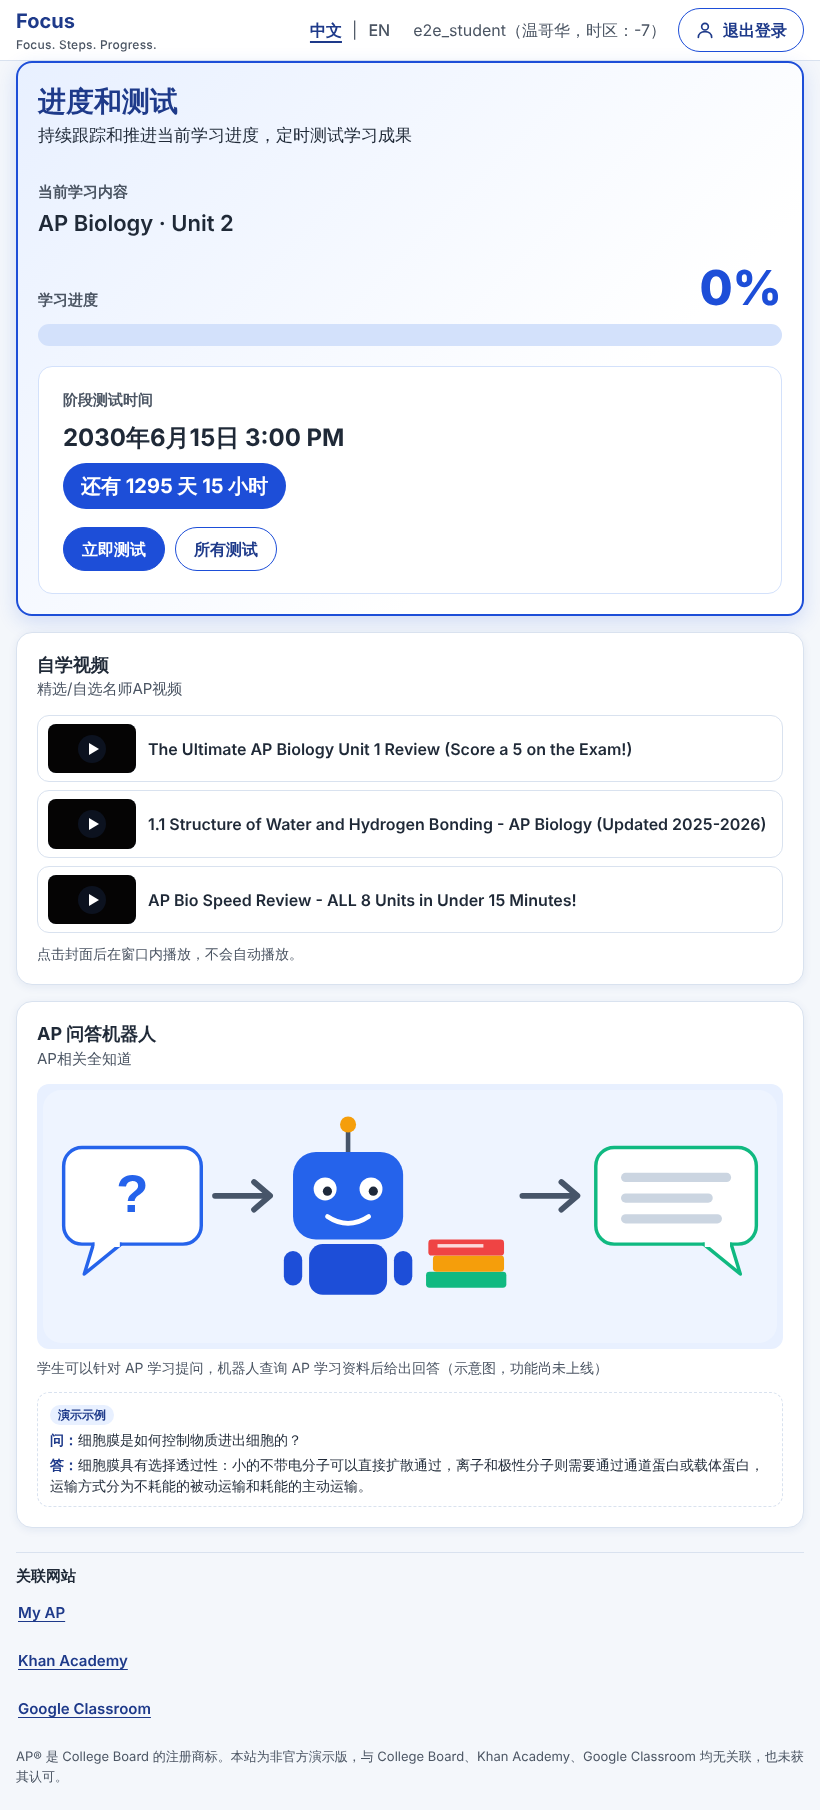 Focus
Focus. Steps. Progress.
中文 | EN e2e_student（温哥华，时区：-7） 退出登录
进度和测试
持续跟踪和推进当前学习进度，定时测试学习成果
当前学习内容
AP Biology · Unit 2
学习进度 0%
阶段测试时间
2030年6月15日 3:00 PM
还有 1295 天 15 小时
立即测试 所有测试
自学视频
精选/自选名师AP视频
The Ultimate AP Biology Unit 1 Review (Score a 5 on the Exam!)
1.1 Structure of Water and Hydrogen Bonding - AP Biology (Updated 2025-2026)
AP Bio Speed Review - ALL 8 Units in Under 15 Minutes!
点击封面后在窗口内播放，不会自动播放。
AP 问答机器人
AP相关全知道
?
学生可以针对 AP 学习提问，机器人查询 AP 学习资料后给出回答（示意图，功能尚未上线）
演示示例
问：细胞膜是如何控制物质进出细胞的？
答：细胞膜具有选择透过性：小的不带电分子可以直接扩散通过，离子和极性分子则需要通过通道蛋白或载体蛋白，
运输方式分为不耗能的被动运输和耗能的主动运输。
关联网站
My AP
Khan Academy
Google Classroom
AP® 是 College Board 的注册商标。本站为非官方演示版，与 College Board、Khan Academy、Google Classroom 均无关联，也未获
其认可。